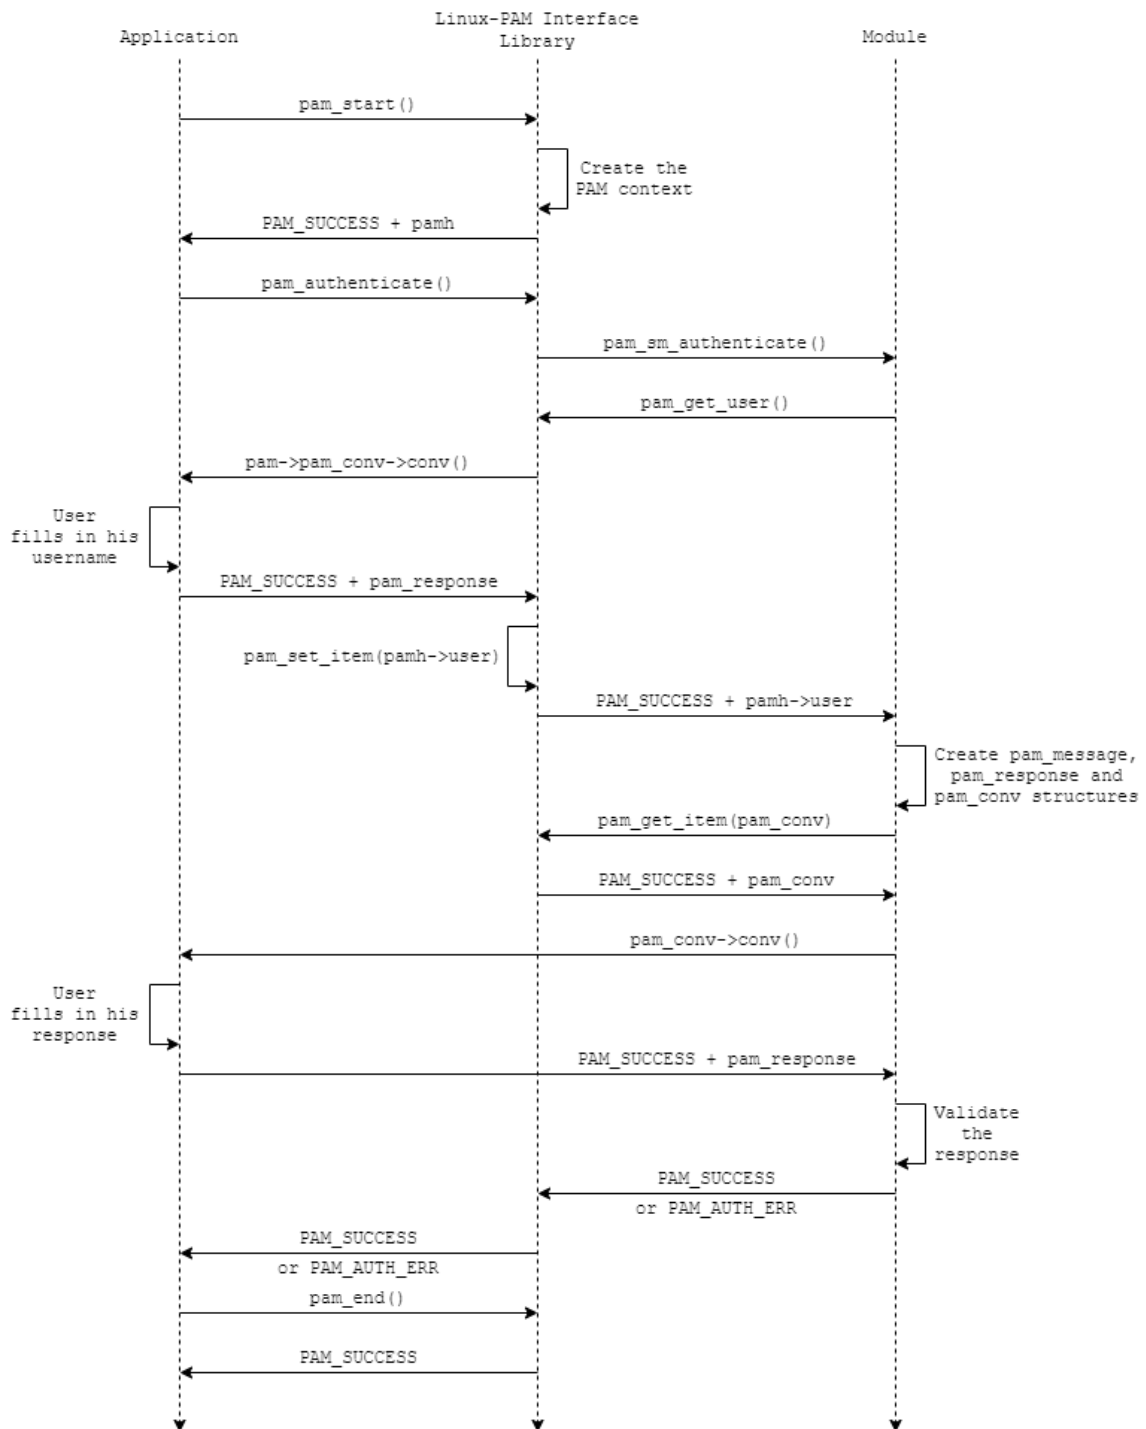 Linux-PAM Interface
Library
Application
Module
pam_start()
Create the
PAM context
PAM_SUCCESS + pamh
pam_authenticate()
pam_sm_authenticate()
pam_get_user()
pam->pam_conv->conv()
User
fills in his
username
PAM_SUCCESS + pam_response
pam_set_item(pamh->user)
PAM_SUCCESS + pamh->user
Create pam_message,
pam_response and
pam_conv structures
pam_get_item(pam_conv)
PAM_SUCCESS + pam_conv
pam_conv->conv()
User
fills in his
response
PAM_SUCCESS + pam_response
Validate
the
response
PAM_SUCCESS
or PAM_AUTH_ERR
PAM_SUCCESS
or PAM_AUTH_ERR
pam_end()
PAM_SUCCESS